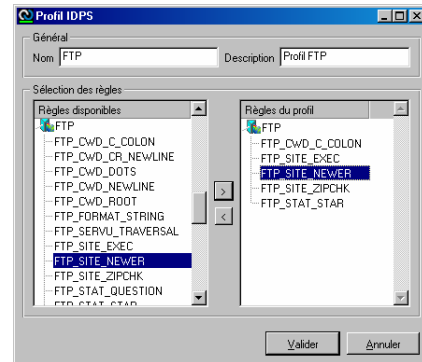 Profil IDPS
Général
Nom FTP Description Profil FTP
Sélection des règles
Règles disponibles
FTP
FTP_CWD_C_COLON
FTP_CWD_CR_NEWLINE
FTP_CWD_DOTS
FTP_CWD_NEWLINE
FTP_CWD_ROOT
FTP_FORMAT_STRING
FTP_SERVU_TRAVERSAL
FTP_SITE_EXEC
FTP_SITE_NEWER
FTP_SITE_ZIPCHK
FTP_STAT_QUESTION
FTP_STAT_STAR
>
<
Règles du profil
FTP
FTP_CWD_C_COLON
FTP_SITE_EXEC
FTP_SITE_NEWER
FTP_SITE_ZIPCHK
FTP_STAT_STAR
Valider Annuler